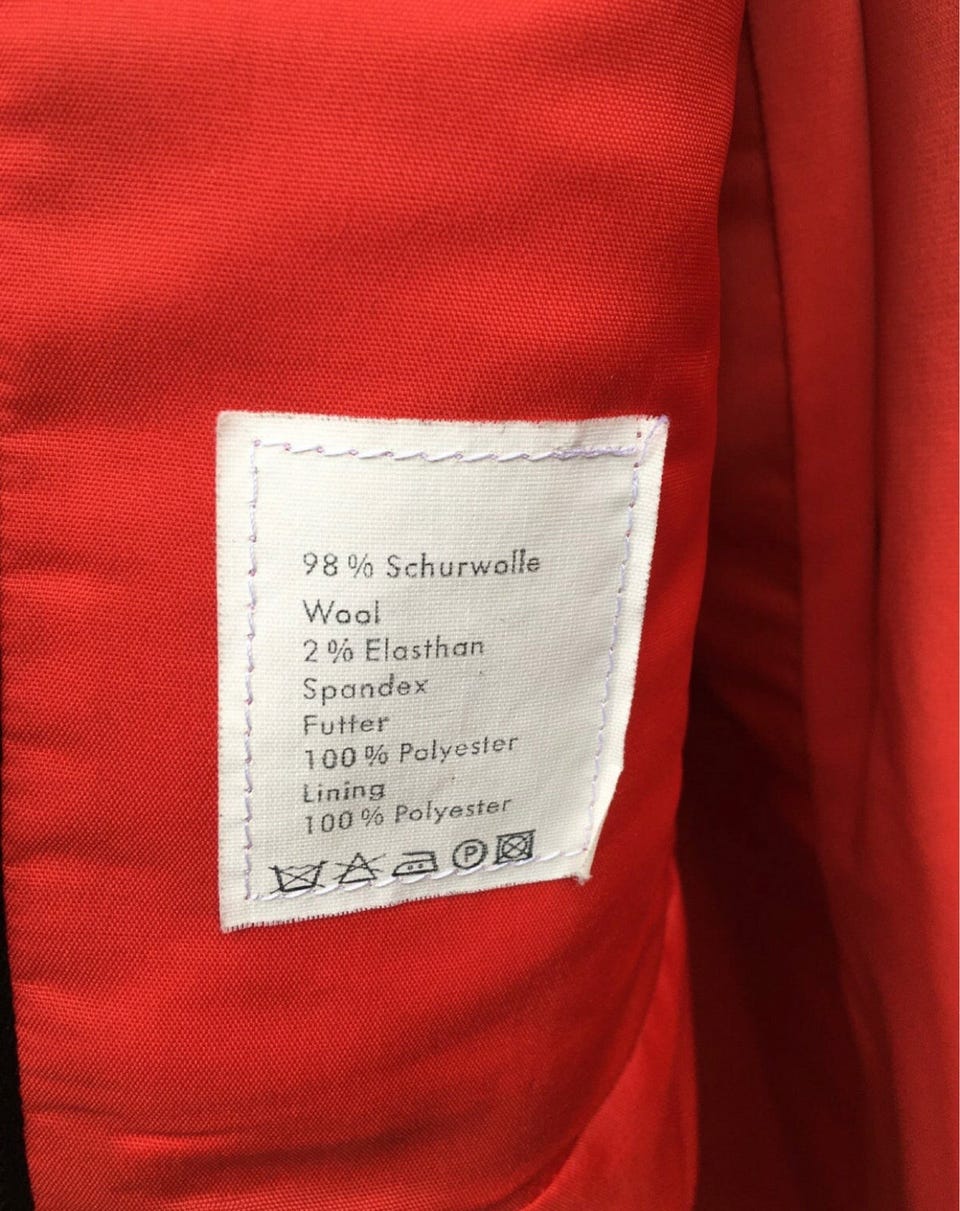 98 % Schurwolle
Wool
2 % Elasthan
Spandex
Futter
100 % Polyester
Lining
100 % Polyester
P